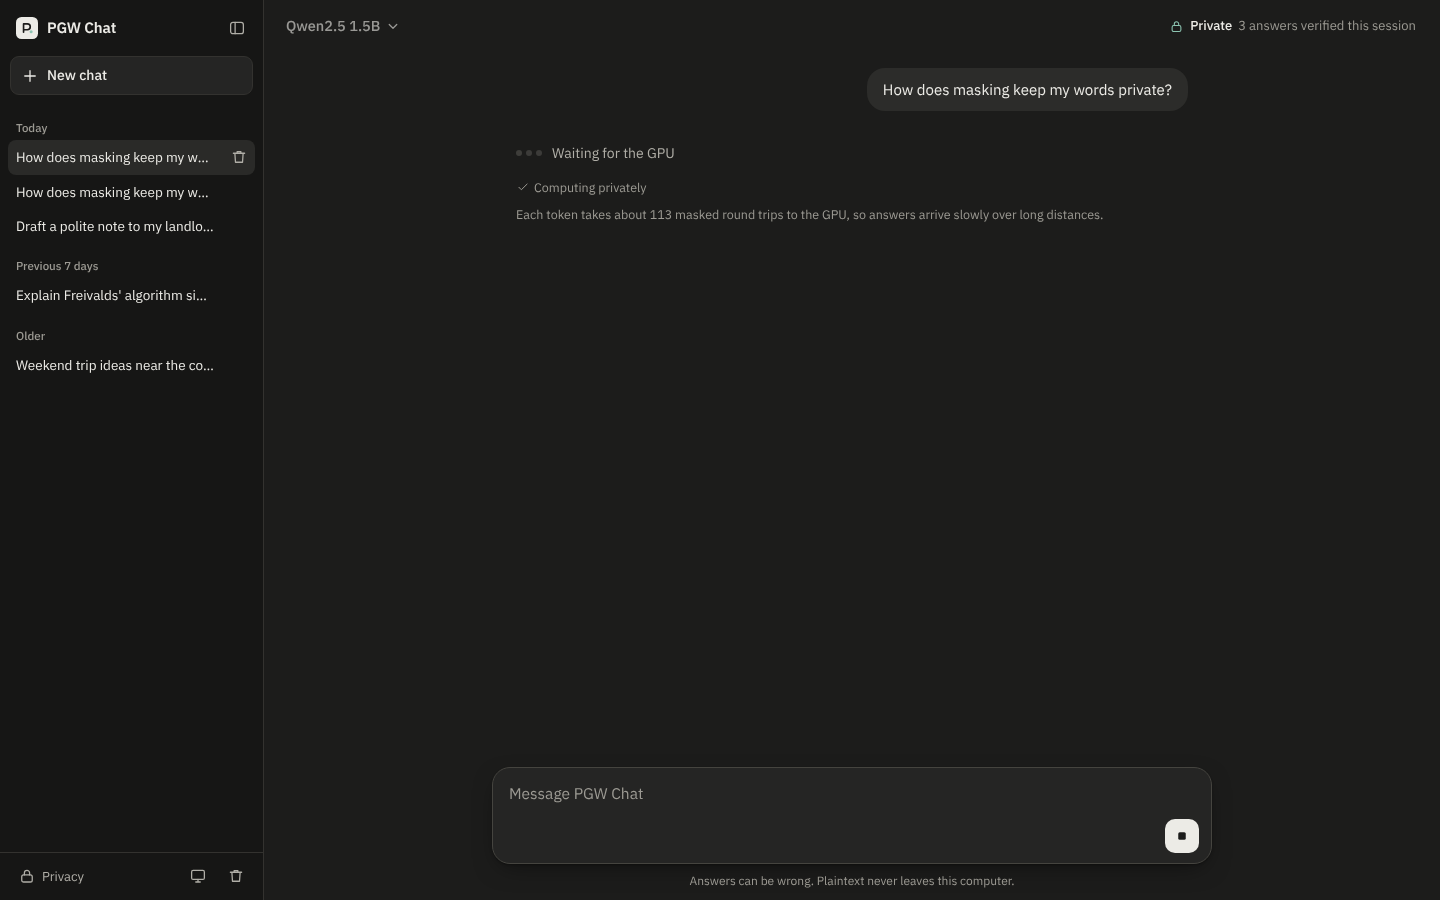 PGW Chat
New chat
Today
How does masking keep my w...
How does masking keep my w...
Draft a polite note to my landlo...
Previous 7 days
Explain Freivalds' algorithm si...
Older
Weekend trip ideas near the co...
Privacy
Qwen2.5 1.5B
Private 3 answers verified this session
How does masking keep my words private?
Waiting for the GPU
Computing privately
Each token takes about 113 masked round trips to the GPU, so answers arrive slowly over long distances.
Message PGW Chat
Answers can be wrong. Plaintext never leaves this computer.